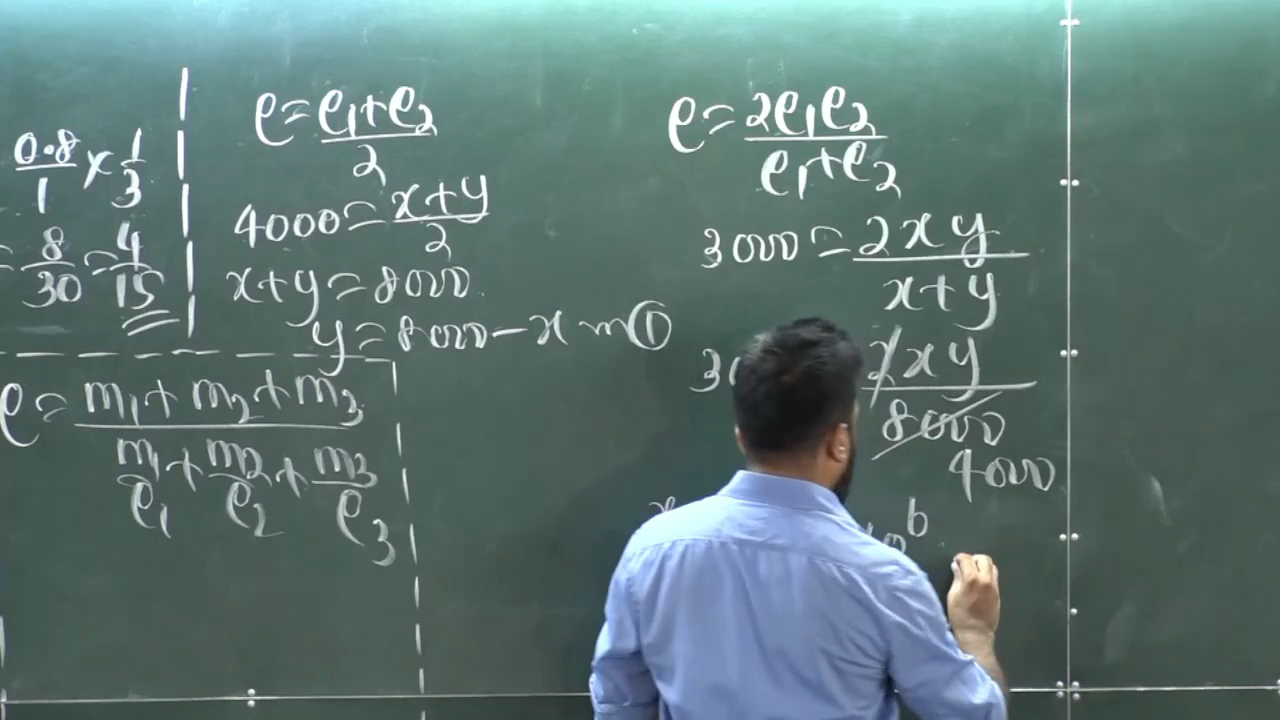 0.8/1 × 1/3
= 8/30 = 4/15
ρ = (ρ₁+ρ₂)/2
4000 = (x+y)/2
x+y = 8000
y = 8000 - x ①
ρ = (m₁+m₂+m₃)/(m₁/ρ₁ + m₂/ρ₂ + m₃/ρ₃)
ρ = 2ρ₁ρ₂/(ρ₁+ρ₂)
3000 = 2xy/(x+y)
30 2xy/8000
4000